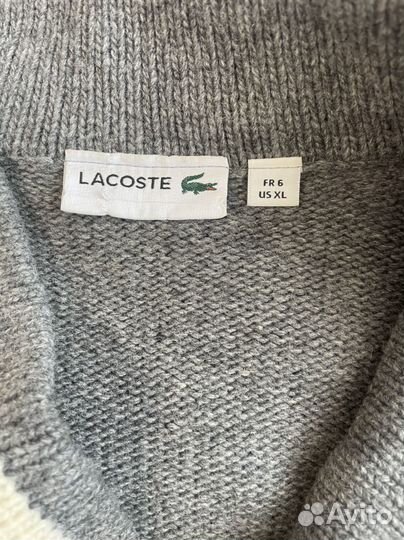 LACOSTE
FR 6
US XL
Avito